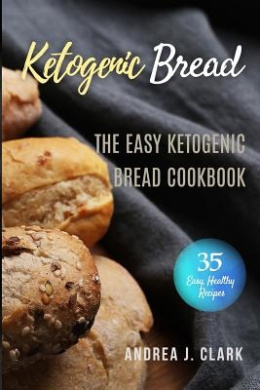 Ketogenic Bread
THE EASY KETOGENIC
BREAD COOKBOOK
35
Easy, Healthy
Recipes
ANDREA J. CLARK